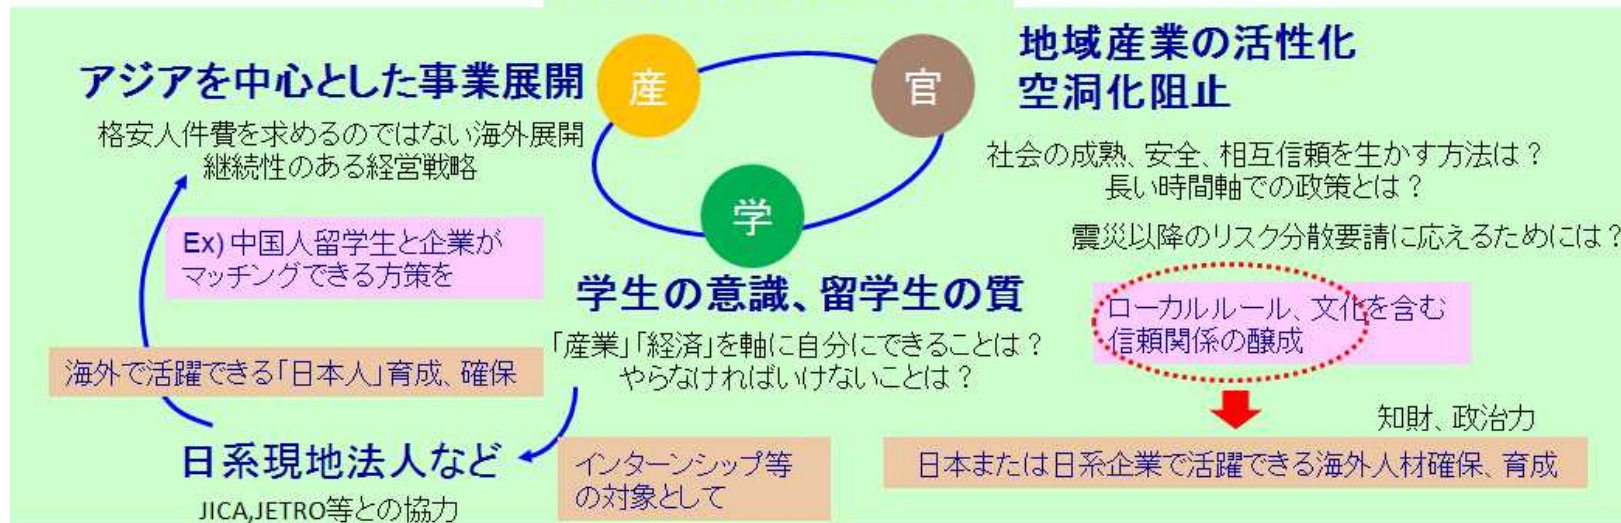 産
官
学
アジアを中心とした事業展開
格安人件費を求めるのではない海外展開
継続性のある経営戦略
地域産業の活性化
空洞化阻止
社会の成熟、安全、相互信頼を生かす方法は？
長い時間軸での政策とは？
震災以降のリスク分散要請に応えるためには？
Ex) 中国人留学生と企業が
マッチングできる方策を
学生の意識、留学生の質
「産業」「経済」を軸に自分にできることは？
やらなければいけないことは？
ローカルルール、文化を含む
信頼関係の醸成
海外で活躍できる「日本人」育成、確保
知財、政治力
日系現地法人など
JICA,JETRO等との協力
インターンシップ等
の対象として
日本または日系企業で活躍できる海外人材確保、育成